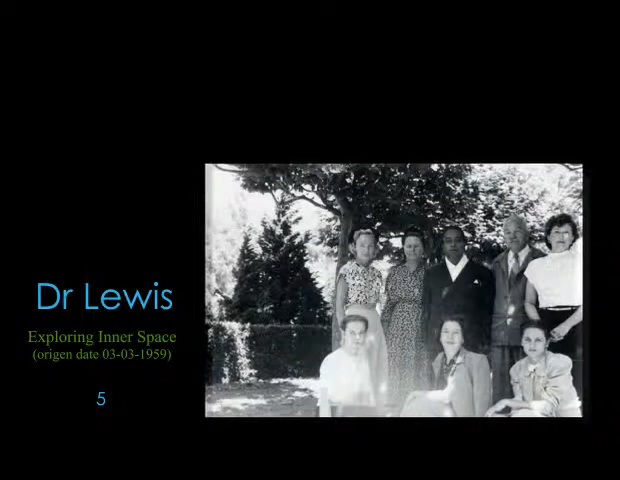 Dr Lewis
Exploring Inner Space
(origen date 03-03-1959)
5